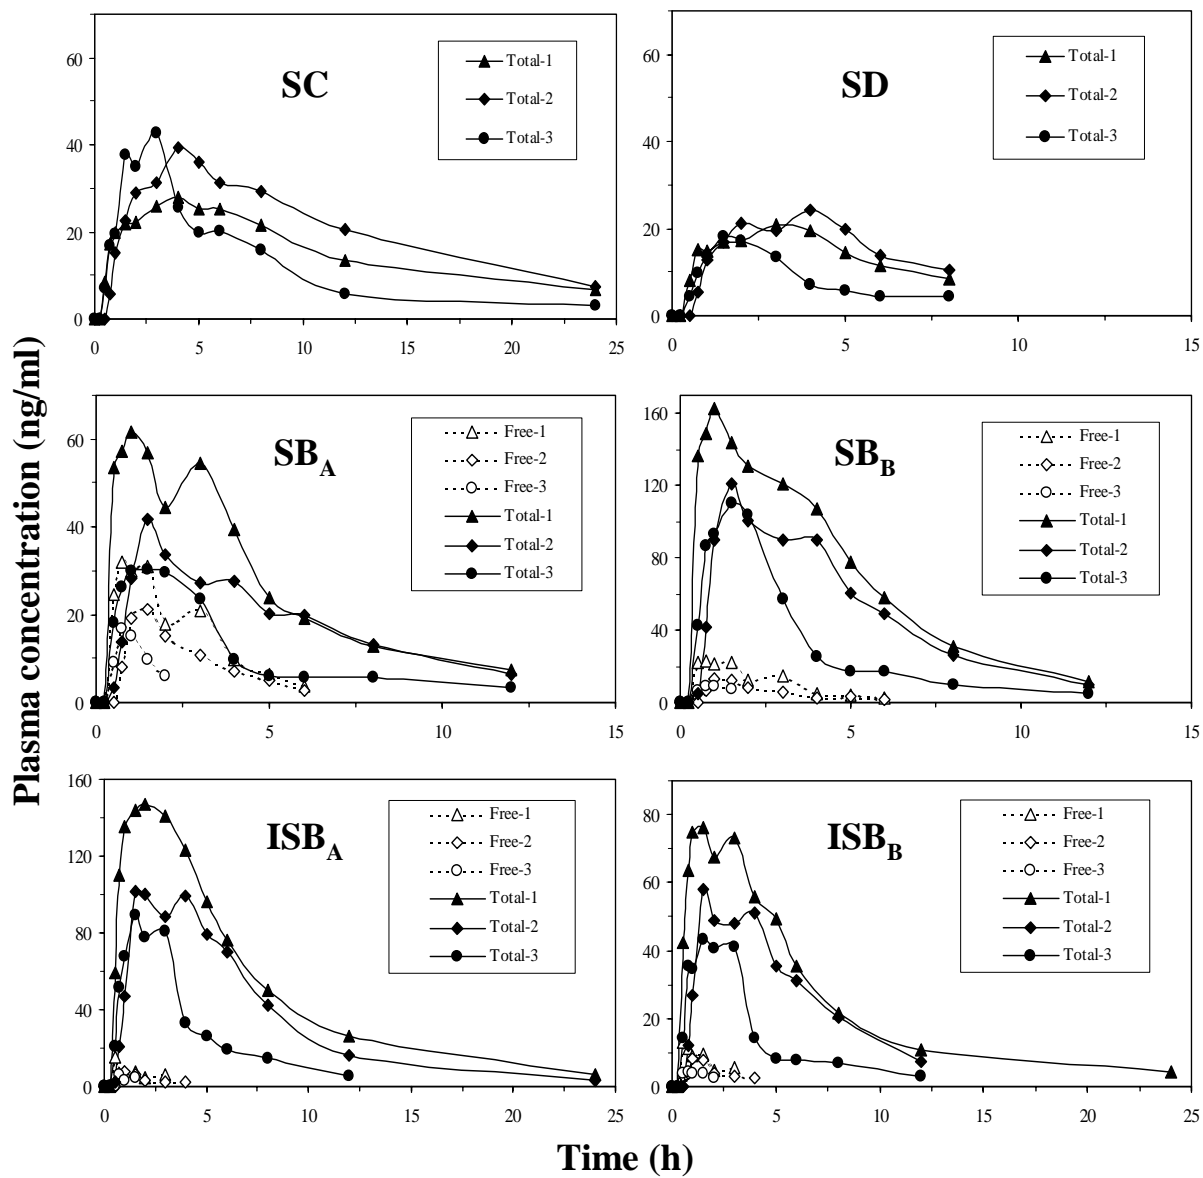 Plasma concentration (ng/ml)
SC
Total-1
Total-2
Total-3
60
40
20
0
0 5 10 15 20 25
SD
Total-1
Total-2
Total-3
60
40
20
0
0 5 10 15
SBA
Free-1
Free-2
Free-3
Total-1
Total-2
Total-3
60
40
20
0
0 5 10 15
SBB
Free-1
Free-2
Free-3
Total-1
Total-2
Total-3
160
120
80
40
0
0 5 10 15
ISBA
Free-1
Free-2
Free-3
Total-1
Total-2
Total-3
160
120
80
40
0
0 5 10 15 20 25
ISBB
Free-1
Free-2
Free-3
Total-1
Total-2
Total-3
80
60
40
20
0
0 5 10 15 20 25
Time (h)